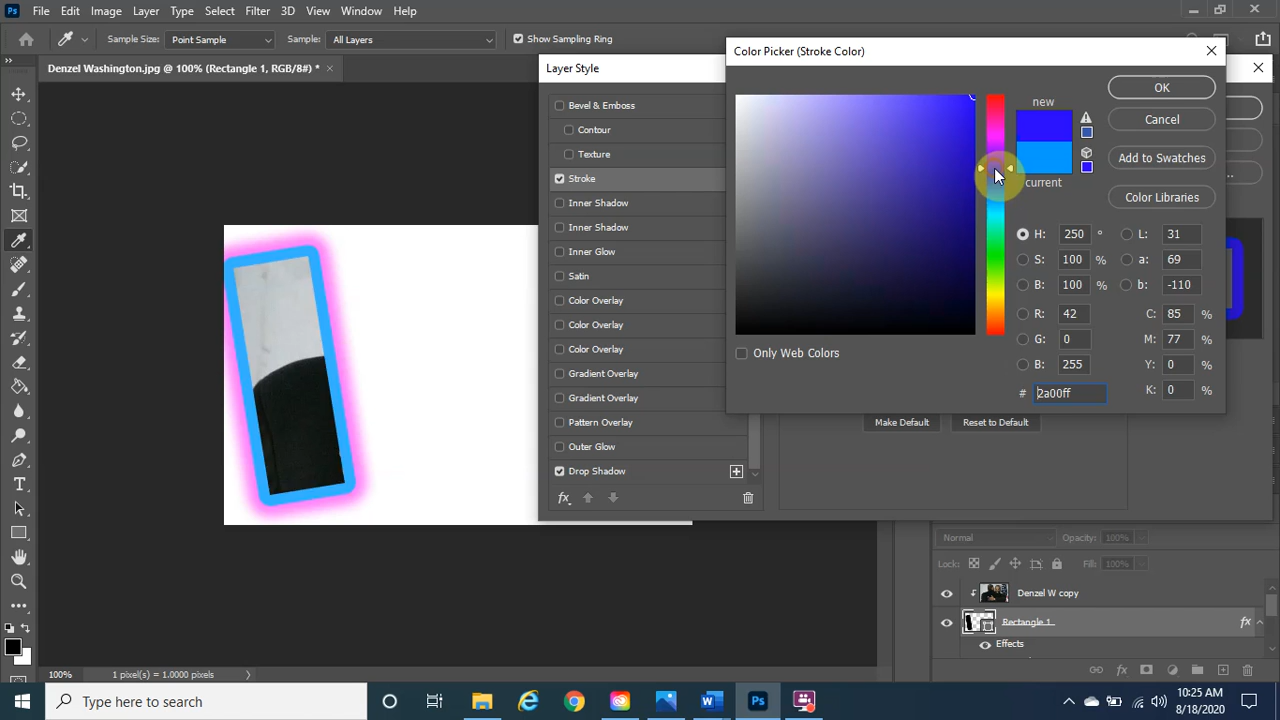 Ps File Edit Image Layer Type Select Filter 3D View Window Help
Sample Size: Point Sample Sample: All Layers Show Sampling Ring
Denzel Washington.jpg @ 100% (Rectangle 1, RGB/8#) *
Layer Style
Bevel & Emboss
Contour
Texture
Stroke
Inner Shadow
Inner Shadow
Inner Glow
Satin
Color Overlay
Color Overlay
Color Overlay
Gradient Overlay
Gradient Overlay
Pattern Overlay
Outer Glow
Drop Shadow
fx
Color Picker (Stroke Color)
new
current
OK
Cancel
Add to Swatches
Color Libraries
H: 250 ° L: 31
S: 100 % a: 69
B: 100 % b: -110
R: 42 C: 85 %
G: 0 M: 77 %
B: 255 Y: 0 %
# 2a00ff K: 0 %
Only Web Colors
Make Default Reset to Default
Normal Opacity: 100%
Lock: Fill: 100%
Denzel W copy
Rectangle 1 fx
Effects
fx
100% 1 pixel(s) = 1.0000 pixels
Type here to search
W Ps
10:25 AM
8/18/2020